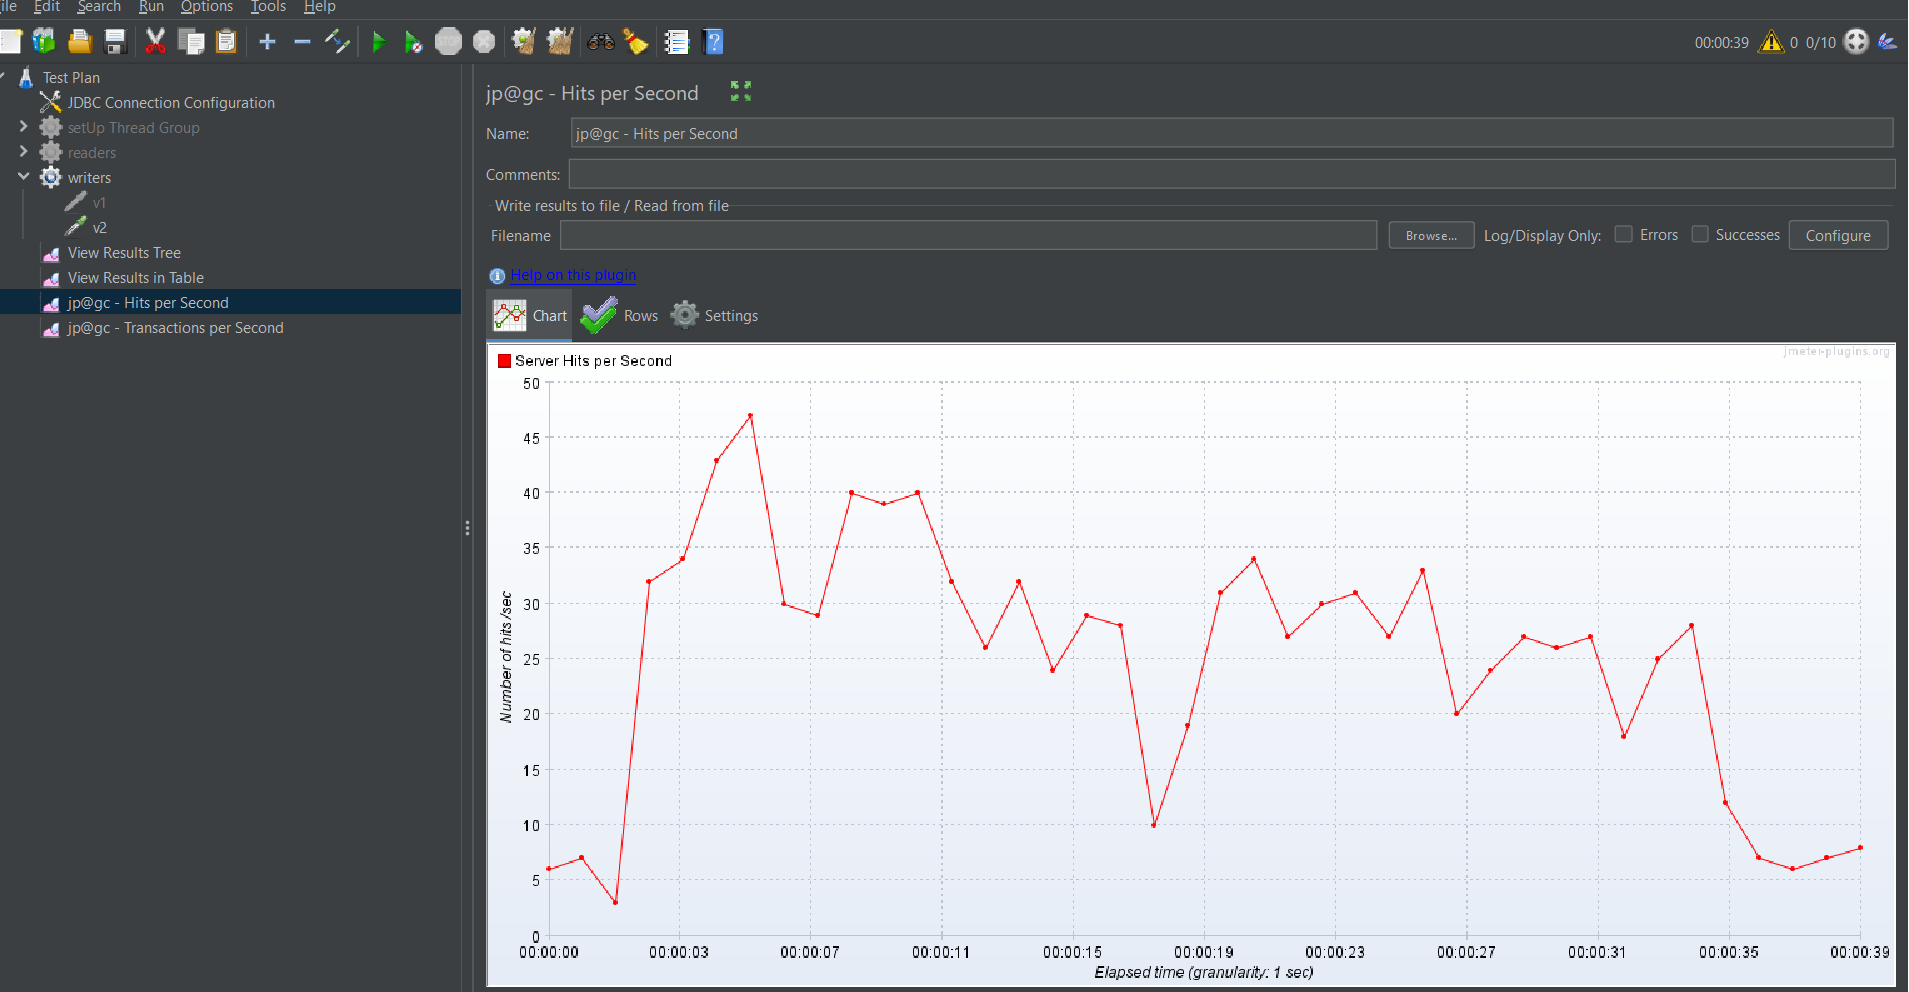 ile Edit Search Run Options Tools Help
00:00:39 0 0/10
Test Plan
JDBC Connection Configuration
setUp Thread Group
readers
writers
v1
v2
View Results Tree
View Results in Table
jp@gc - Hits per Second
jp@gc - Transactions per Second
jp@gc - Hits per Second
Name: jp@gc - Hits per Second
Comments:
Write results to file / Read from file
Filename Browse... Log/Display Only: Errors Successes Configure
Help on this plugin
Chart Rows Settings
jmeter-plugins.org
Server Hits per Second
50
45
40
35
30
25
20
15
10
5
0
Number of hits /sec
00:00:00 00:00:03 00:00:07 00:00:11 00:00:15 00:00:19 00:00:23 00:00:27 00:00:31 00:00:35 00:00:39
Elapsed time (granularity: 1 sec)